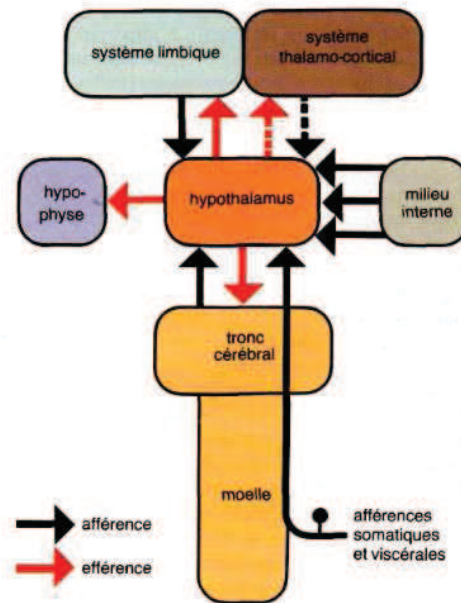 système limbique
système
thalamo-cortical
hypo-
physe
hypothalamus
milieu
interne
tronc
cérébral
moelle
afférence
efférence
afférences
somatiques
et viscérales